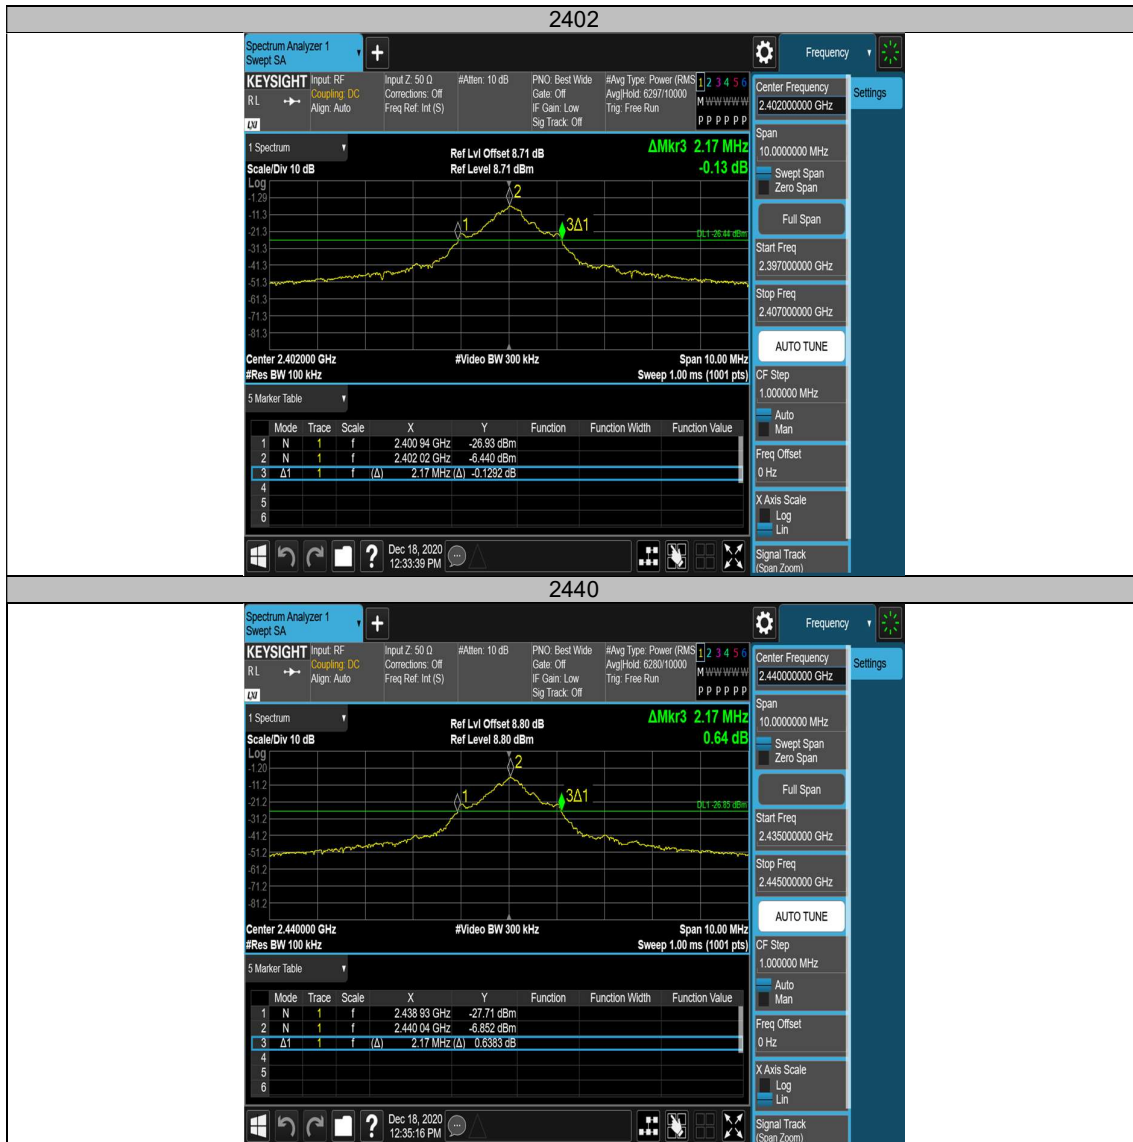 2402
Spectrum Analyzer 1
Swept SA
+
Frequency
KEYSIGHT
RL
LXI
Input: RF
Coupling: DC
Align: Auto
Input Z: 50 Ω
Corrections: Off
Freq Ref: Int (S)
#Atten: 10 dB
PNO: Best Wide
Gate: Off
IF Gain: Low
Sig Track: Off
#Avg Type: Power (RMS
Avg|Hold: 6297/10000
Trig: Free Run
1 2 3 4 5 6
M W W W W W
P P P P P P
Center Frequency
2.402000000 GHz
Settings
Span
10.0000000 MHz
Swept Span
Zero Span
Full Span
Start Freq
2.397000000 GHz
Stop Freq
2.407000000 GHz
AUTO TUNE
CF Step
1.000000 MHz
Auto
Man
Freq Offset
0 Hz
X Axis Scale
Log
Lin
Signal Track
(Span Zoom)
1 Spectrum
Scale/Div 10 dB
Ref Lvl Offset 8.71 dB
Ref Level 8.71 dBm
ΔMkr3 2.17 MHz
-0.13 dB
Log
-1.29
-11.3
-21.3
-31.3
-41.3
-51.3
-61.3
-71.3
-81.3
1
2
3Δ1
DL1 -26.44 dBm
Center 2.402000 GHz
#Video BW 300 kHz
Span 10.00 MHz
#Res BW 100 kHz
Sweep 1.00 ms (1001 pts)
5 Marker Table
Mode Trace Scale X Y Function Function Width Function Value
1 N 1 f 2.400 94 GHz -26.93 dBm
2 N 1 f 2.402 02 GHz -6.440 dBm
3 Δ1 1 f (Δ) 2.17 MHz (Δ) -0.1292 dB
4
5
6
?
Dec 18, 2020
12:33:39 PM
2440
Spectrum Analyzer 1
Swept SA
+
Frequency
KEYSIGHT
RL
LXI
Input: RF
Coupling: DC
Align: Auto
Input Z: 50 Ω
Corrections: Off
Freq Ref: Int (S)
#Atten: 10 dB
PNO: Best Wide
Gate: Off
IF Gain: Low
Sig Track: Off
#Avg Type: Power (RMS
Avg|Hold: 6280/10000
Trig: Free Run
1 2 3 4 5 6
M W W W W W
P P P P P P
Center Frequency
2.440000000 GHz
Settings
Span
10.0000000 MHz
Swept Span
Zero Span
Full Span
Start Freq
2.435000000 GHz
Stop Freq
2.445000000 GHz
AUTO TUNE
CF Step
1.000000 MHz
Auto
Man
Freq Offset
0 Hz
X Axis Scale
Log
Lin
Signal Track
(Span Zoom)
1 Spectrum
Scale/Div 10 dB
Ref Lvl Offset 8.80 dB
Ref Level 8.80 dBm
ΔMkr3 2.17 MHz
0.64 dB
Log
-1.20
-11.2
-21.2
-31.2
-41.2
-51.2
-61.2
-71.2
-81.2
1
2
3Δ1
DL1 -26.85 dBm
Center 2.440000 GHz
#Video BW 300 kHz
Span 10.00 MHz
#Res BW 100 kHz
Sweep 1.00 ms (1001 pts)
5 Marker Table
Mode Trace Scale X Y Function Function Width Function Value
1 N 1 f 2.438 93 GHz -27.71 dBm
2 N 1 f 2.440 04 GHz -6.852 dBm
3 Δ1 1 f (Δ) 2.17 MHz (Δ) 0.6383 dB
4
5
6
?
Dec 18, 2020
12:35:16 PM